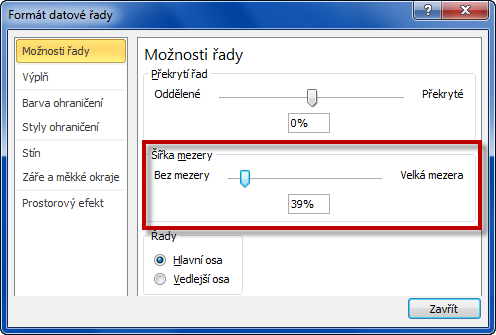 Formát datové řady
Možnosti řady
Výplň
Barva ohraničení
Styly ohraničení
Stín
Záře a měkké okraje
Prostorový efekt
Možnosti řady
Překrytí řad
Oddělené Překryté
0%
Šířka mezery
Bez mezery Velká mezera
39%
Řady
Hlavní osa
Vedlejší osa
Zavřít